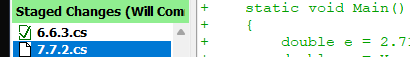 Staged Changes (Will Com
6.6.3.cs
7.7.2.cs
+ static void Main()
+ {
+ double e = 2.71
+